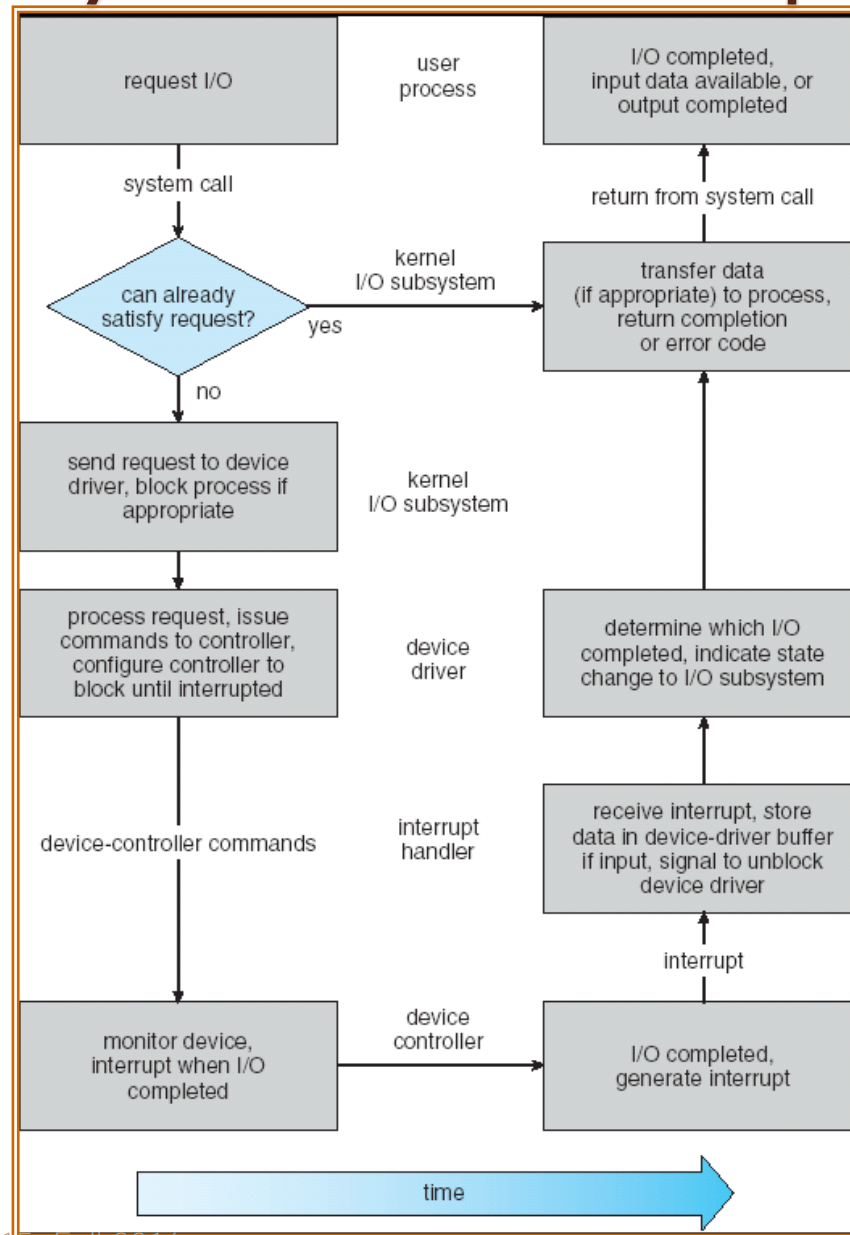 request I/O
user
process
I/O completed,
input data available, or
output completed
system call
return from system call
can already
satisfy request?
yes
no
kernel
I/O subsystem
transfer data
(if appropriate) to process,
return completion
or error code
send request to device
driver, block process if
appropriate
kernel
I/O subsystem
process request, issue
commands to controller,
configure controller to
block until interrupted
device
driver
determine which I/O
completed, indicate state
change to I/O subsystem
device-controller commands
interrupt
handler
receive interrupt, store
data in device-driver buffer
if input, signal to unblock
device driver
interrupt
monitor device,
interrupt when I/O
completed
device
controller
I/O completed,
generate interrupt
time